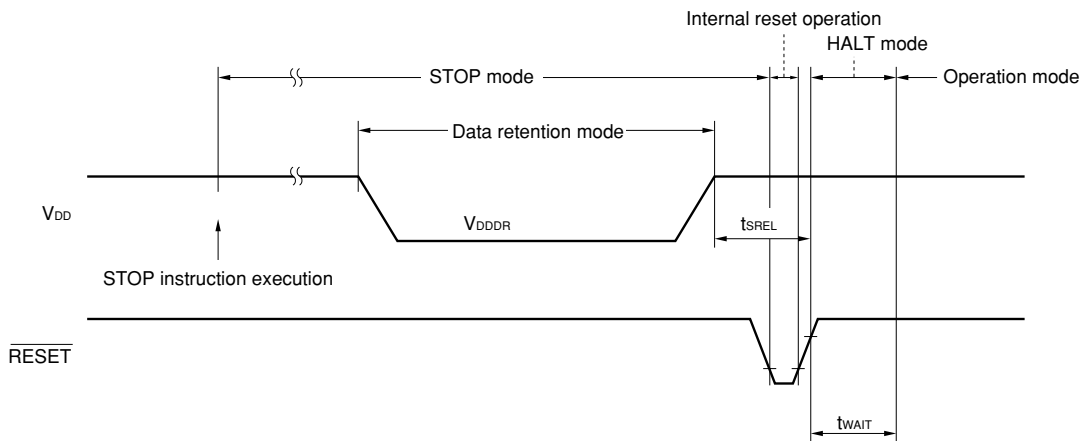 Internal reset operation
HALT mode
STOP mode
Operation mode
Data retention mode
VDD
VDDDR
tSREL
STOP instruction execution
RESET
tWAIT